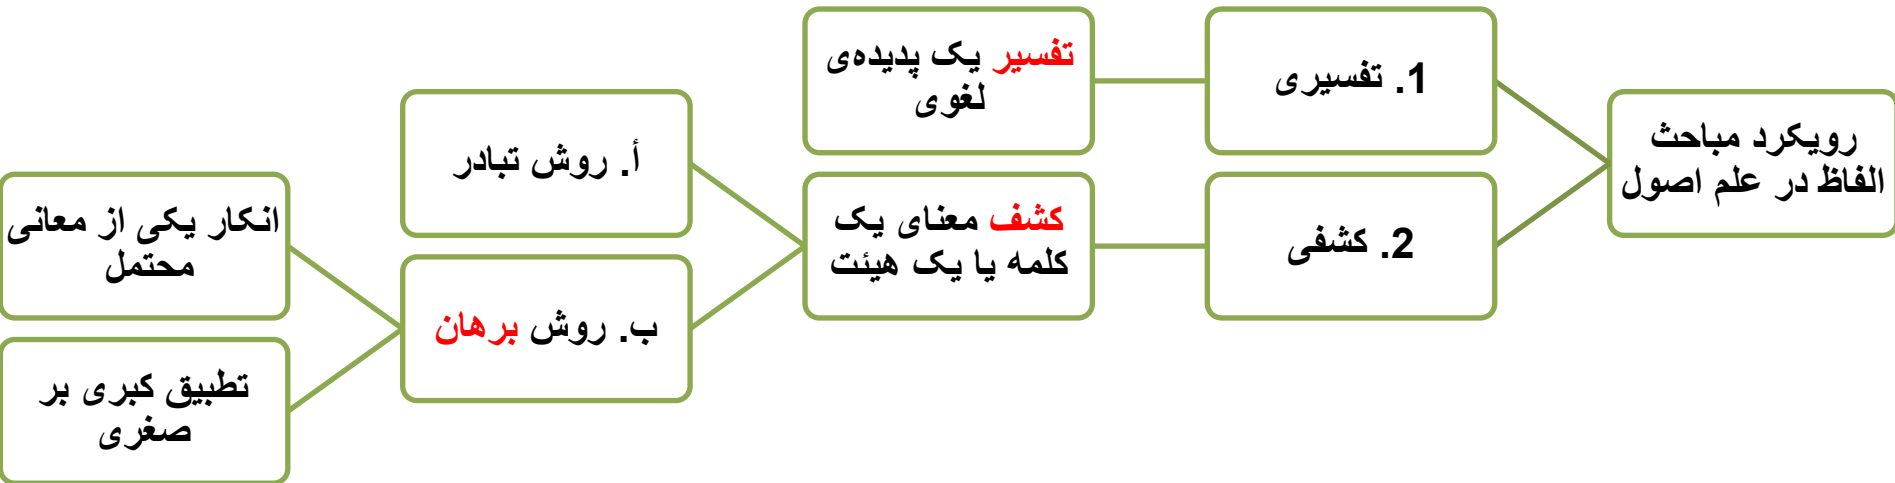 رویکرد مباحث
الفاظ در علم اصول
1. تفسیری
تفسیر یک پدیده‌ی
لغوی
2. کشفی
کشف معنای یک
کلمه یا یک هیئت
أ. روش تبادر
ب. روش برهان
انکار یکی از معانی
محتمل
تطبیق کبری بر
صغری